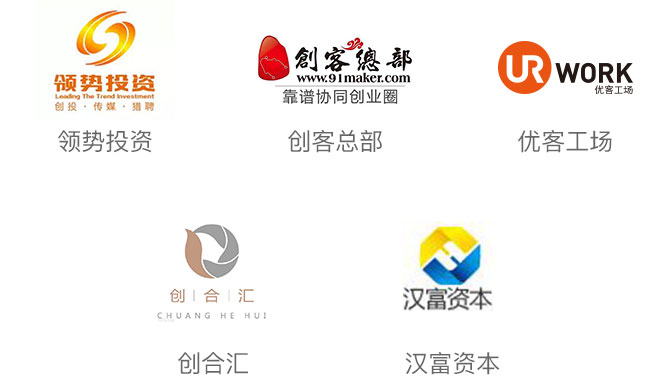 领势投资
Leading The Trend Investment
创投·传媒·猎聘
领势投资
創客總部
www.91maker.com
靠谱协同创业圈
创客总部
UR WORK
优客工场
优客工场
创|合|汇
CHUANG HE HUI
创合汇
汉富资本
汉富资本